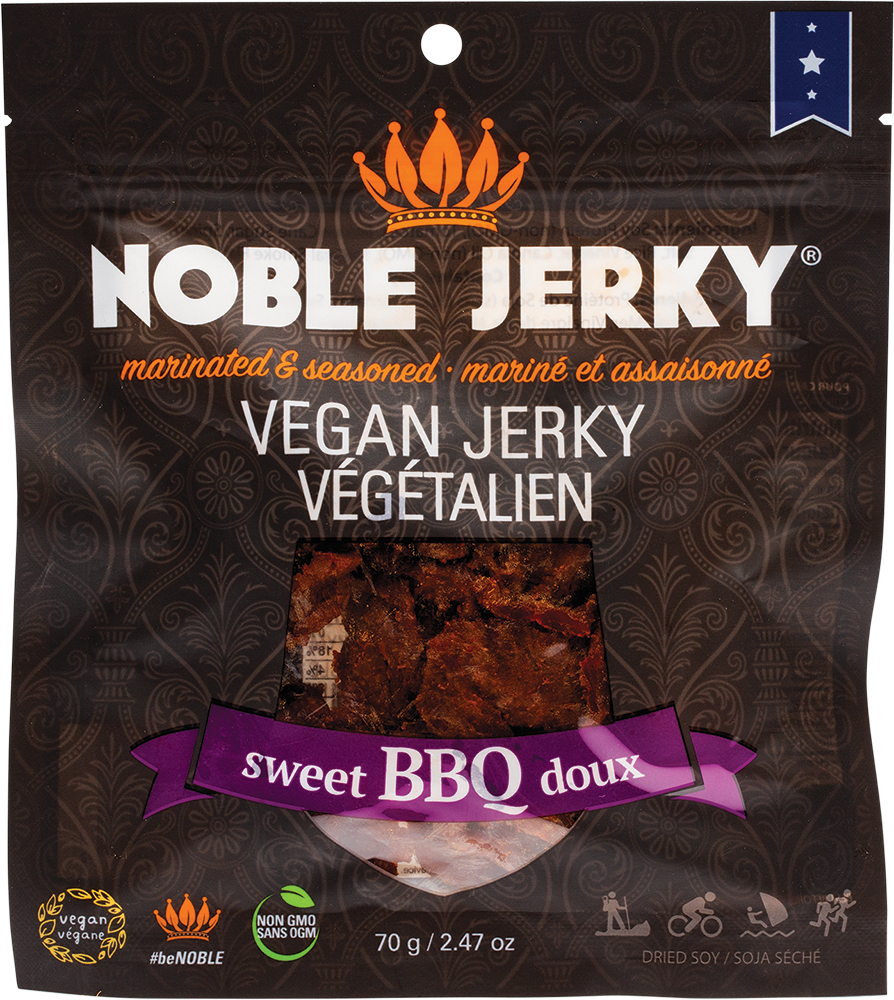 NOBLE JERKY®
marinated & seasoned · mariné et assaisonné
VEGAN JERKY
VÉGÉTALIEN
sweet BBQ doux
vegan
végane
#beNOBLE
NON GMO
SANS OGM
70 g / 2.47 oz
DRIED SOY / SOJA SÉCHÉ